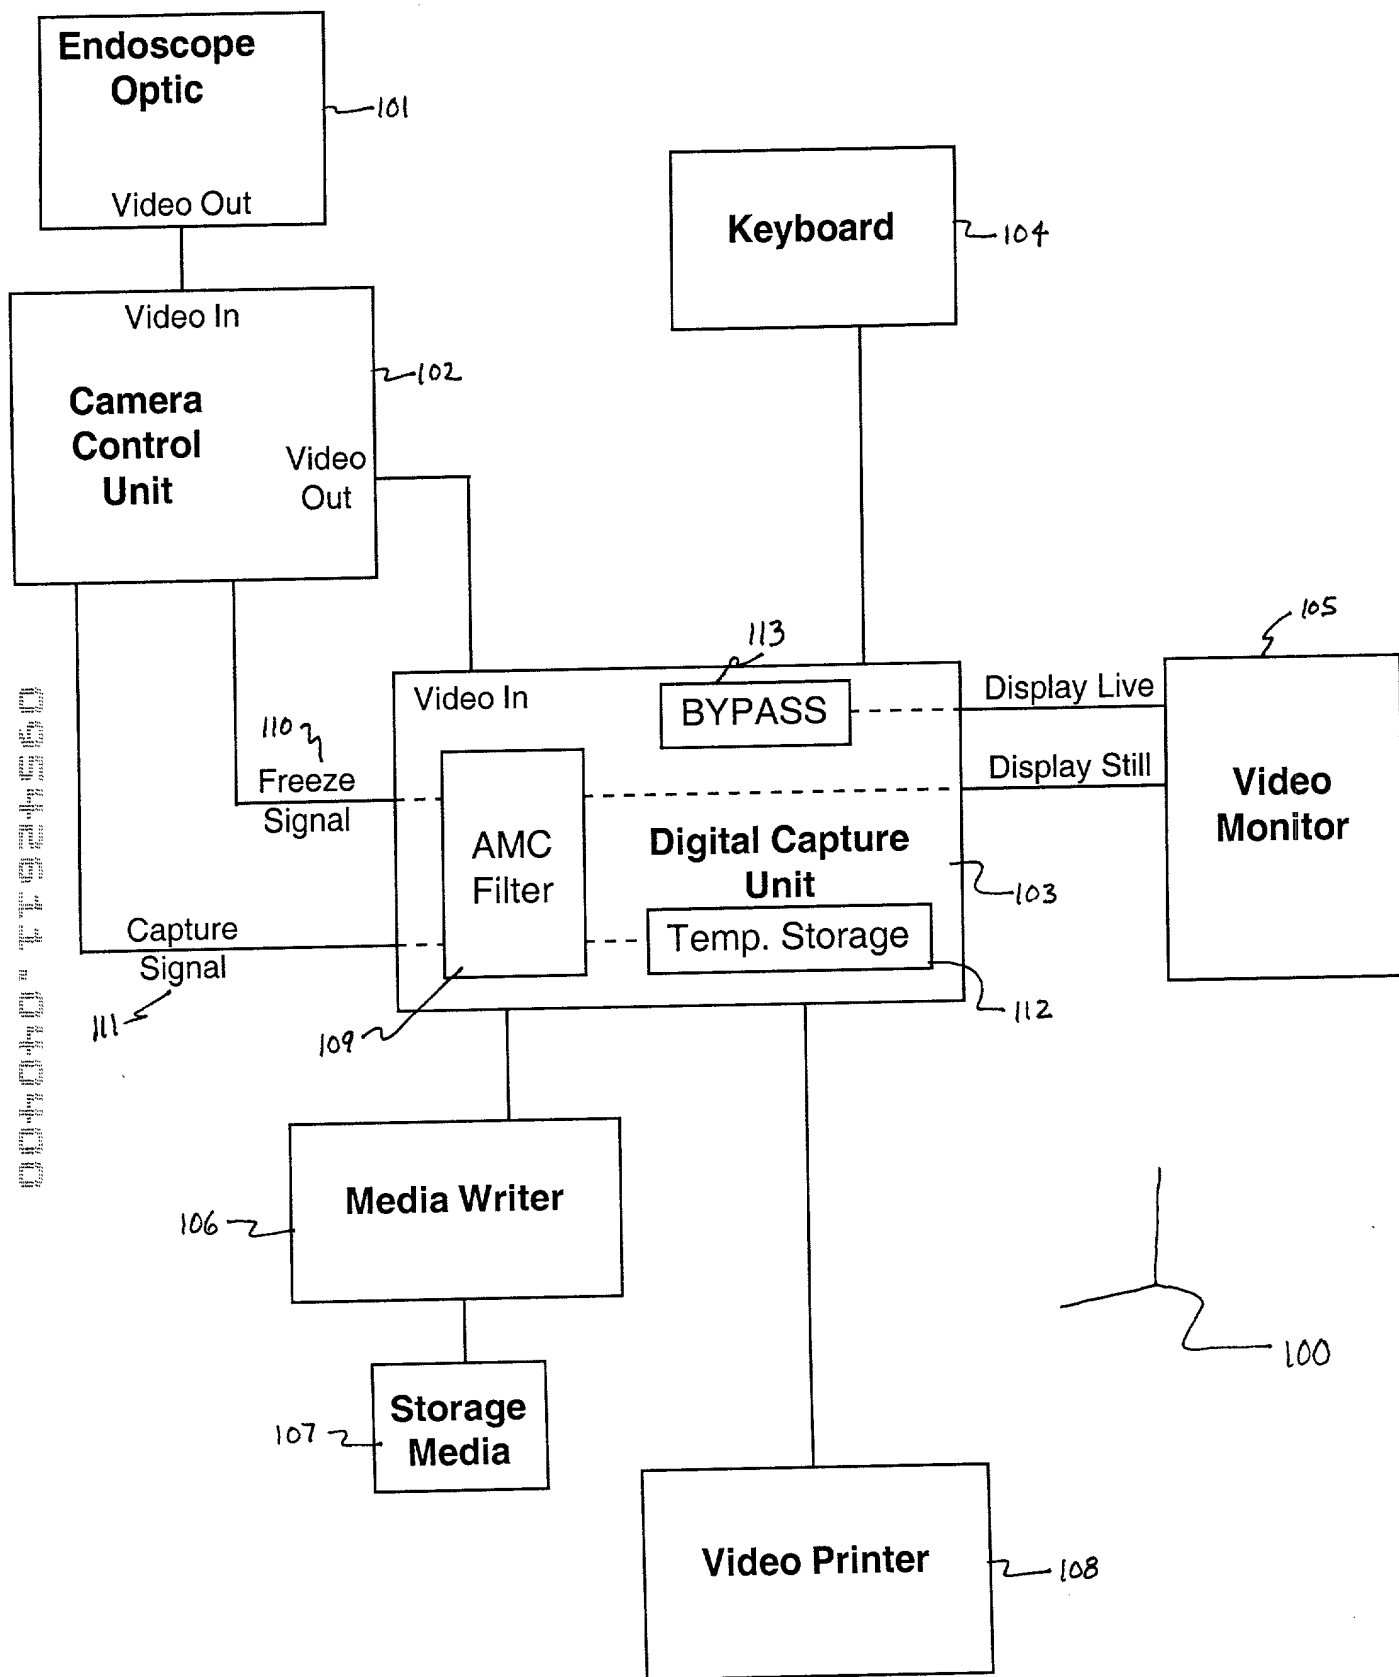 Endoscope
Optic
Video Out
101
Keyboard
104
Video In
Camera
Control
Unit
Video
Out
102
113
105
Video In
BYPASS
Display Live
110
Freeze
Signal
Display Still
Video
Monitor
AMC
Filter
Digital Capture
Unit
103
Capture
Signal
Temp. Storage
111
109
112
Media Writer
106
100
Storage
Media
107
Video Printer
108